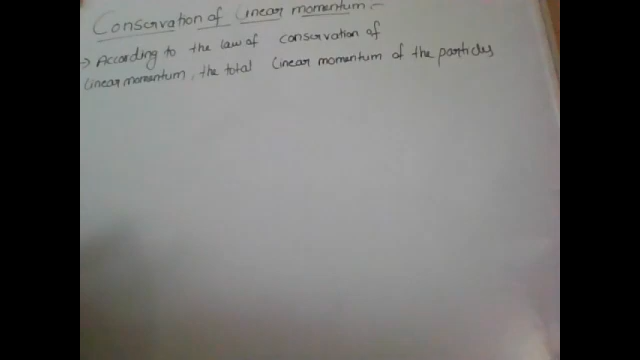 Conservation of Linear momentum:-
→ According to the law of conservation of
Linear momentum, the total linear momentum of the particles